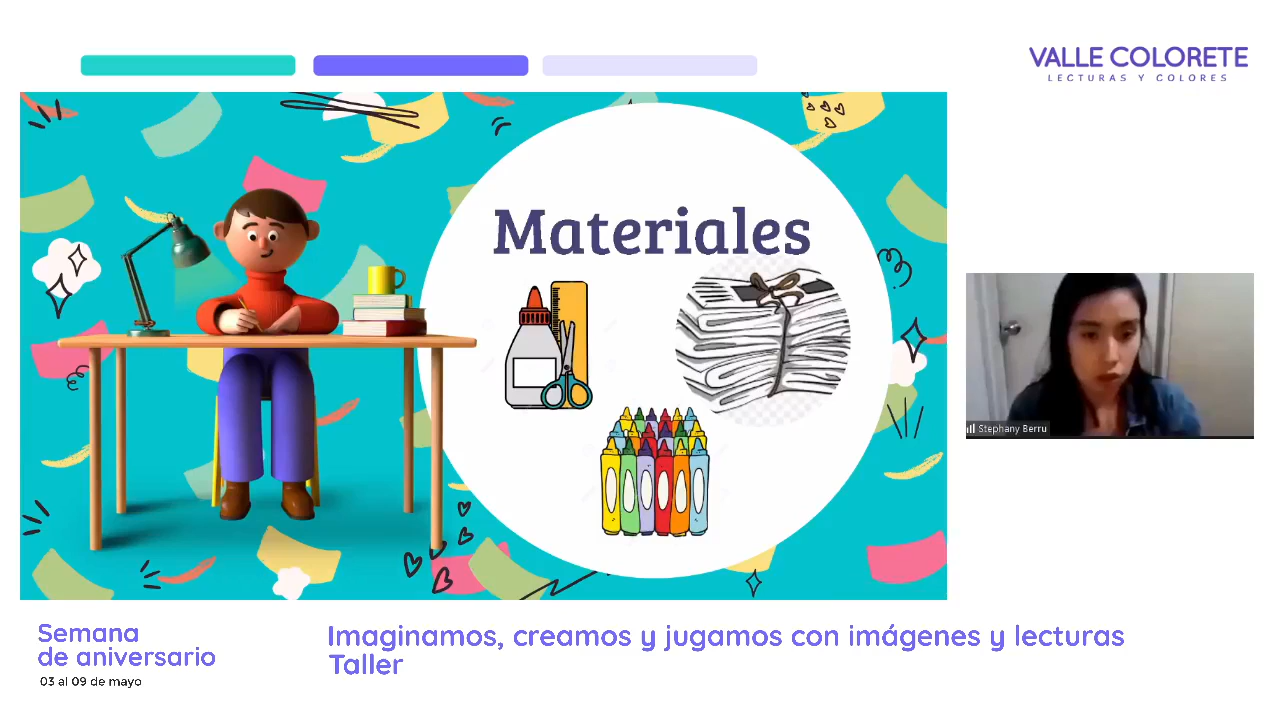 VALLE COLORETE
LECTURAS Y COLORES
Materiales
Stephany Berru
Semana
de aniversario
03 al 09 de mayo
Imaginamos, creamos y jugamos con imágenes y lecturas
Taller